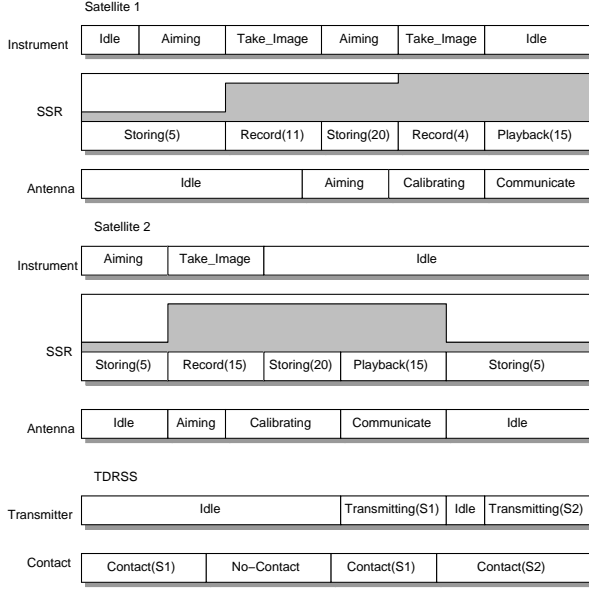 Satellite 1
Instrument Idle Aiming Take_Image Aiming Take_Image Idle
SSR
Storing(5) Record(11) Storing(20) Record(4) Playback(15)
Antenna Idle Aiming Calibrating Communicate
Satellite 2
Instrument Aiming Take_Image Idle
SSR
Storing(5) Record(15) Storing(20) Playback(15) Storing(5)
Antenna Idle Aiming Calibrating Communicate Idle
TDRSS
Transmitter Idle Transmitting(S1) Idle Transmitting(S2)
Contact Contact(S1) No−Contact Contact(S1) Contact(S2)